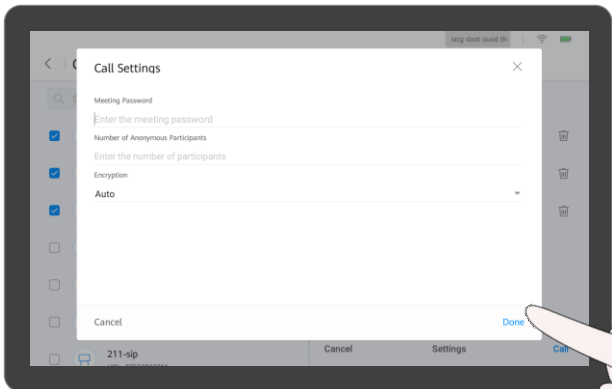 Call Settings
Meeting Password
Enter the meeting password
Number of Anonymous Participants
Enter the number of participants
Encryption
Auto
Cancel
Done
211-sip
Cancel
Settings
Call